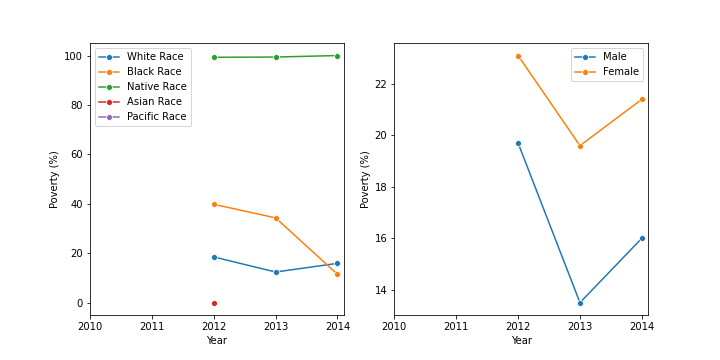 White Race
Black Race
Native Race
Asian Race
Pacific Race
100
80
60
40
20
0
Poverty (%)
2010 2011 2012 2013 2014
Year
Male
Female
22
20
18
16
14
Poverty (%)
2010 2011 2012 2013 2014
Year